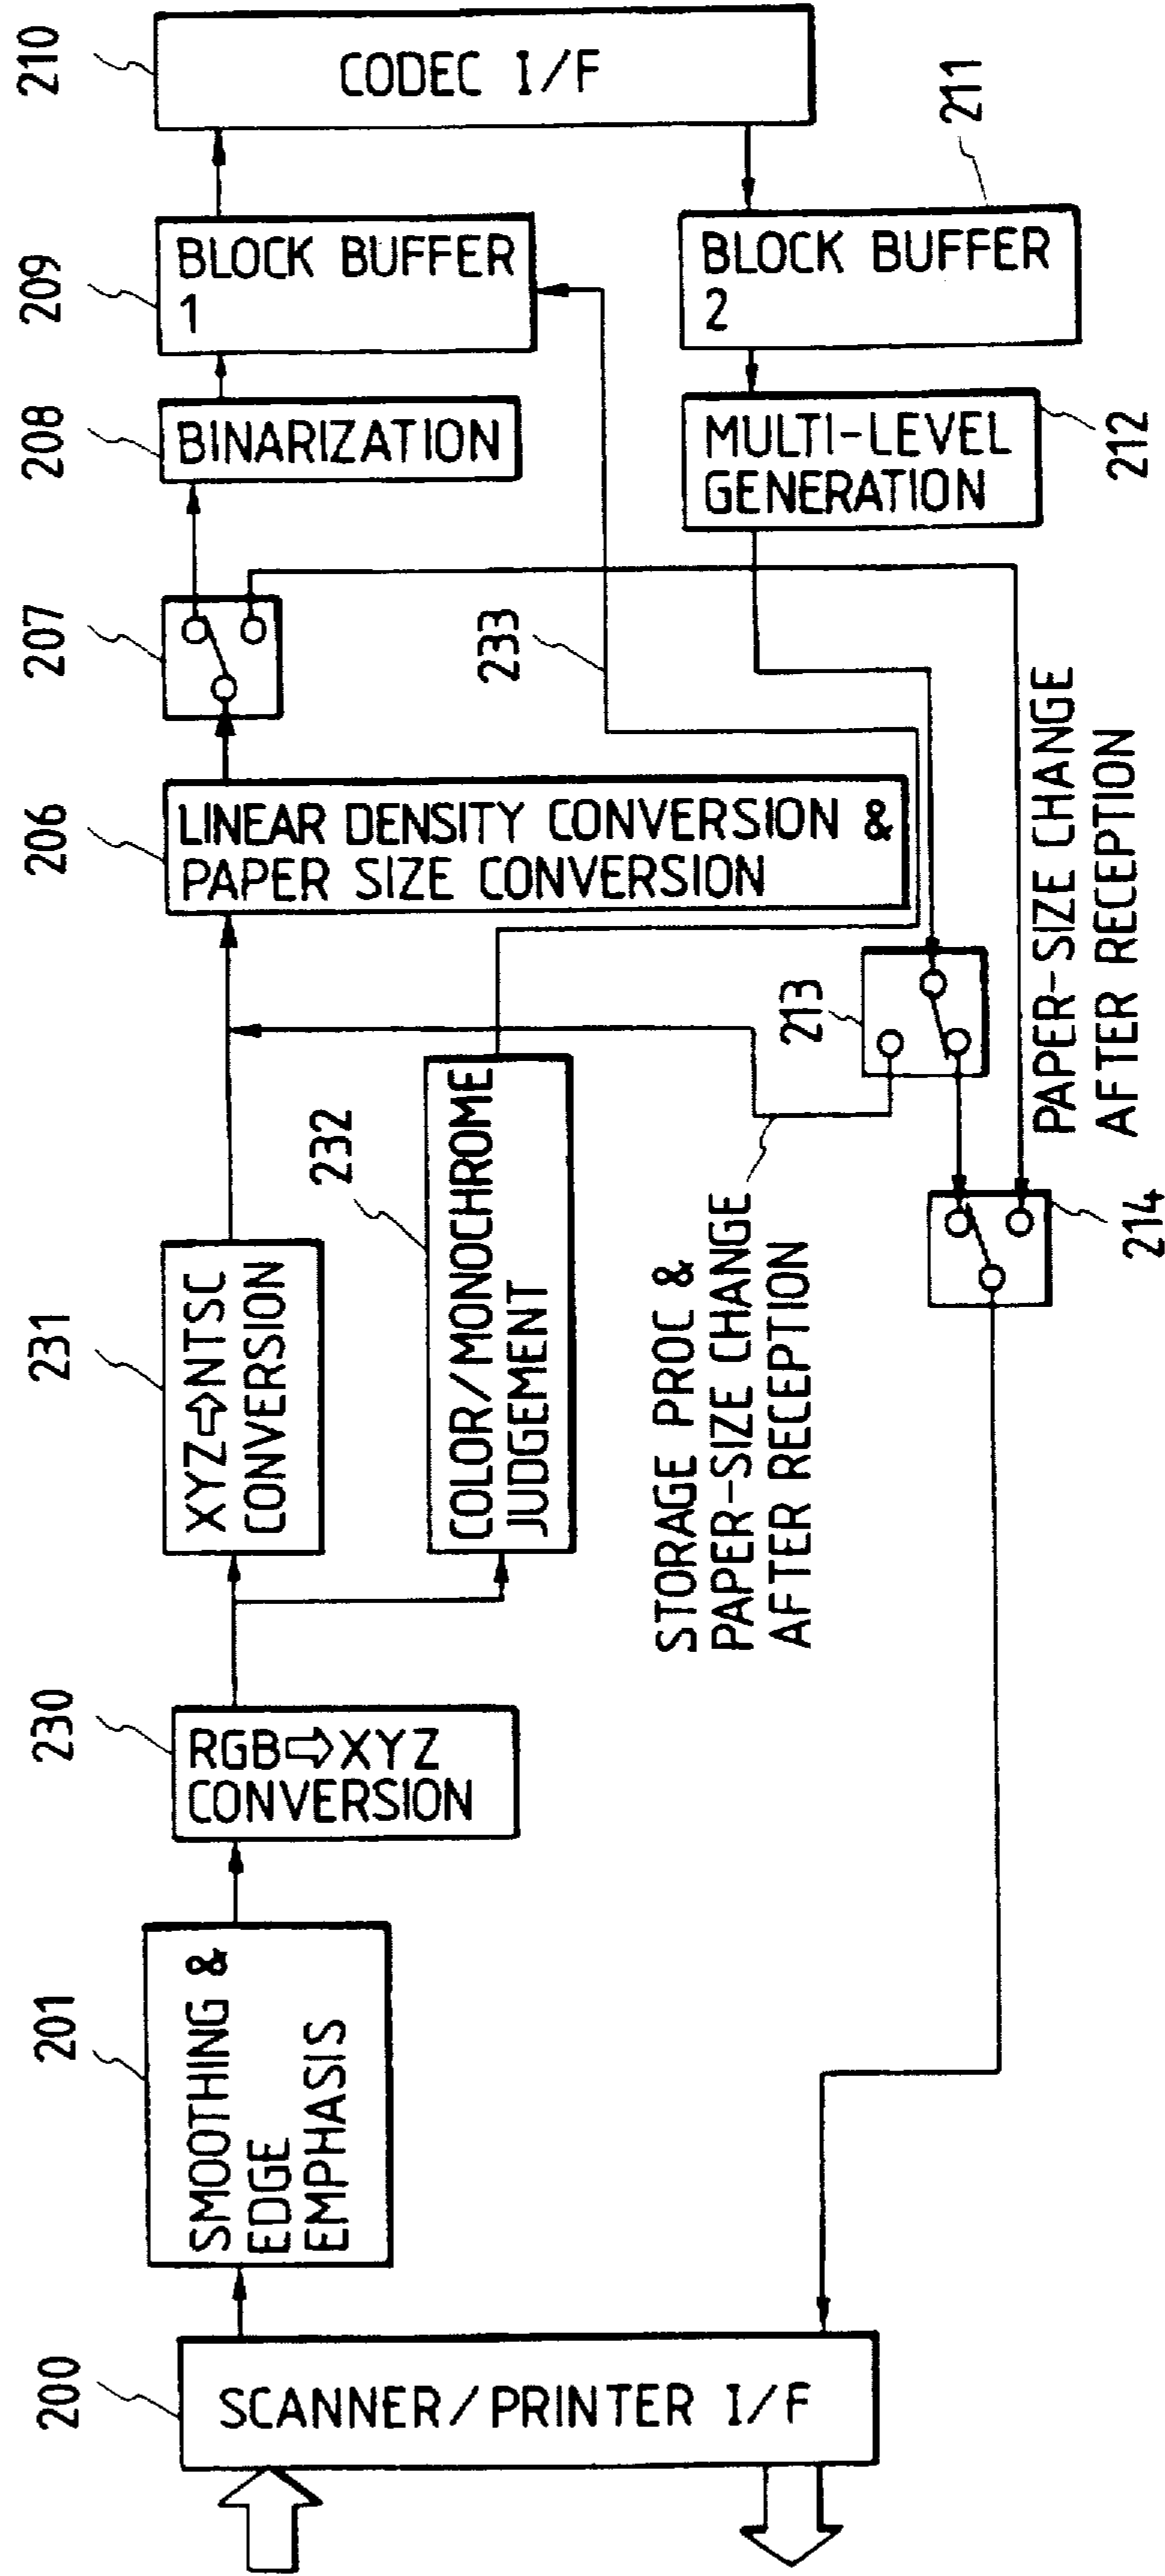 200
SCANNER/PRINTER I/F
201
SMOOTHING &
EDGE
EMPHASIS
230
RGB⇨XYZ
CONVERSION
231
XYZ⇨NTSC
CONVERSION
232
COLOR/MONOCHROME
JUDGEMENT
206
LINEAR DENSITY CONVERSION &
PAPER SIZE CONVERSION
207
208
BINARIZATION
209
BLOCK BUFFER
1
210
CODEC I/F
233
211
BLOCK BUFFER
2
212
MULTI-LEVEL
GENERATION
213
STORAGE PROC &
PAPER-SIZE CHANGE
AFTER RECEPTION
214
PAPER-SIZE CHANGE
AFTER RECEPTION